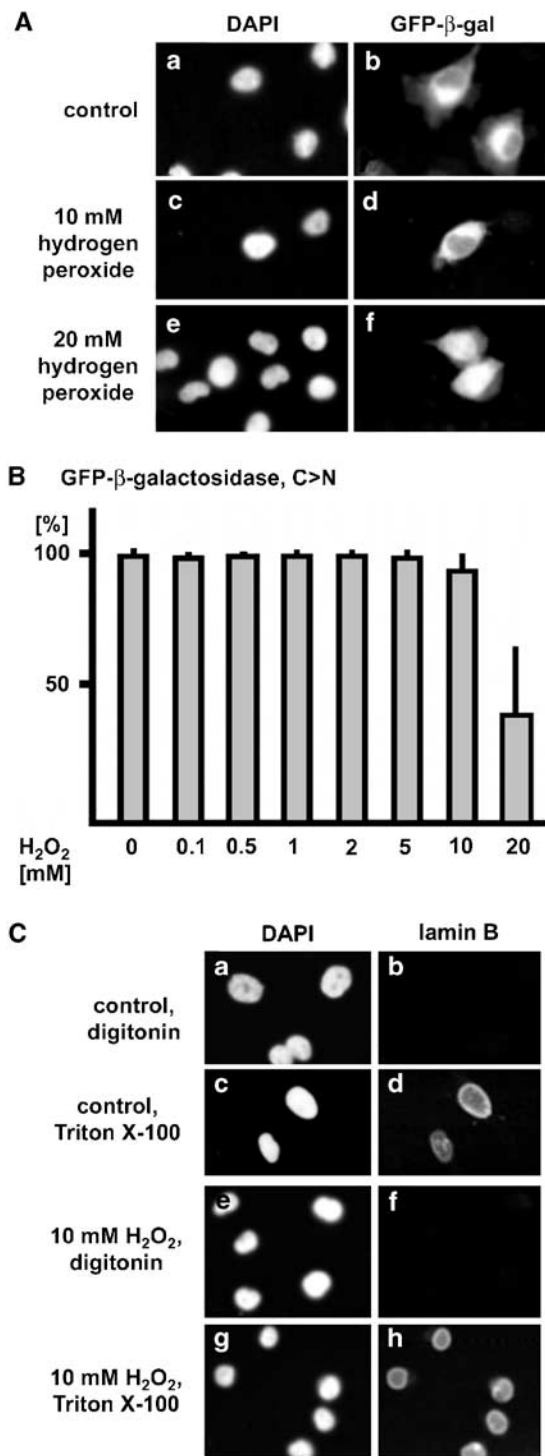 A
DAPI GFP-β-gal
control
a b
10 mM
hydrogen
peroxide
c d
20 mM
hydrogen
peroxide
e f
B GFP-β-galactosidase, C>N
[%]
100
50
H₂O₂
[mM]
0 0.1 0.5 1 2 5 10 20
C
DAPI lamin B
control,
digitonin
a b
control,
Triton X-100
c d
10 mM H₂O₂,
digitonin
e f
10 mM H₂O₂,
Triton X-100
g h